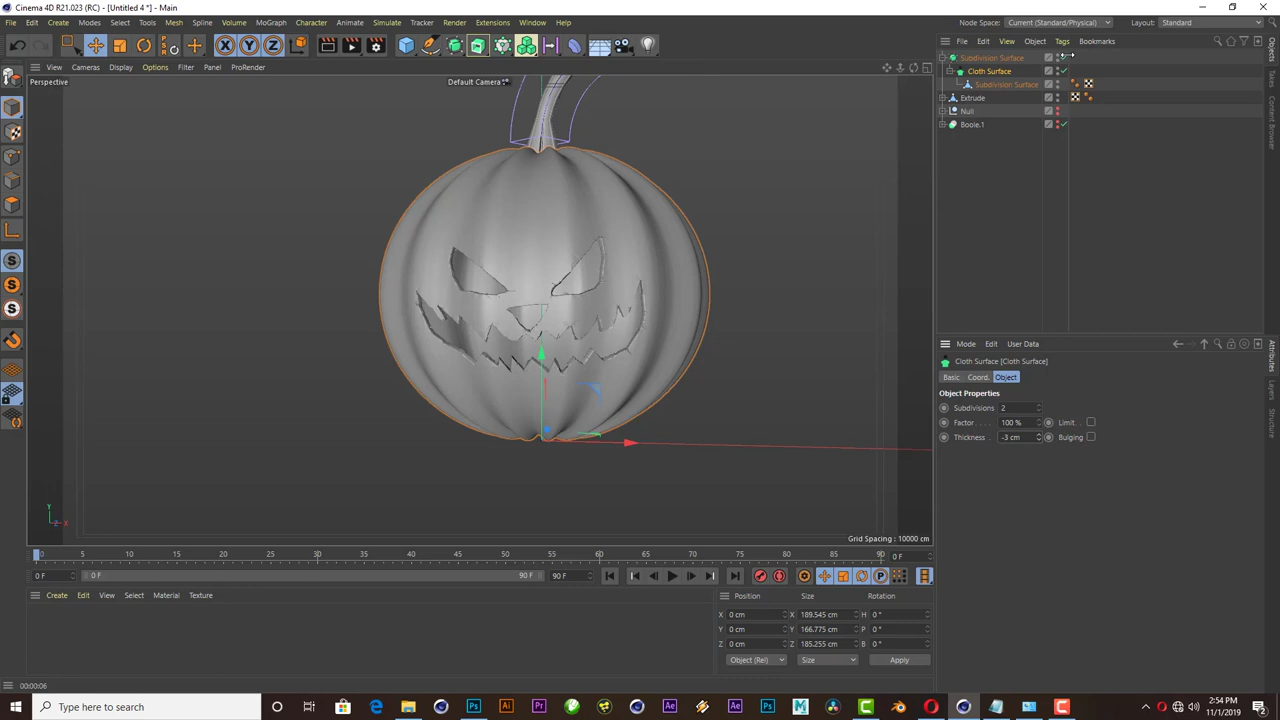 Cinema 4D R21.023 (RC) - [Untitled 4 *] - Main
File Edit Create Modes Select Tools Mesh Spline Volume MoGraph Character Animate Simulate Tracker Render Extensions Window Help
Node Space: Current (Standard/Physical) Layout: Standard
X Y Z
File Edit View Object Tags Bookmarks
View Cameras Display Options Filter Panel ProRender
Perspective
Default Camera
Subdivision Surface
Cloth Surface
Subdivision Surface
Extrude
Null
Boole.1
Objects
Content Browser
Mode Edit User Data
Cloth Surface [Cloth Surface]
Basic Coord. Object
Object Properties
Subdivisions 2
Factor . . . . 100 % Limit . .
Thickness . -3 cm Bulging
Attributes
Layers
Structure
Y
Z X
Grid Spacing : 10000 cm
0 5 10 15 20 25 30 35 40 45 50 55 60 65 70 75 80 85 90 0 F
0 F 0 F 90 F 90 F
Create Edit View Select Material Texture
Position Size Rotation
X 0 cm X 189.545 cm H 0 °
Y 0 cm Y 166.775 cm P 0 °
Z 0 cm Z 185.255 cm B 0 °
Object (Rel) Size Apply
00:00:06
Type here to search
2:54 PM
11/1/2019